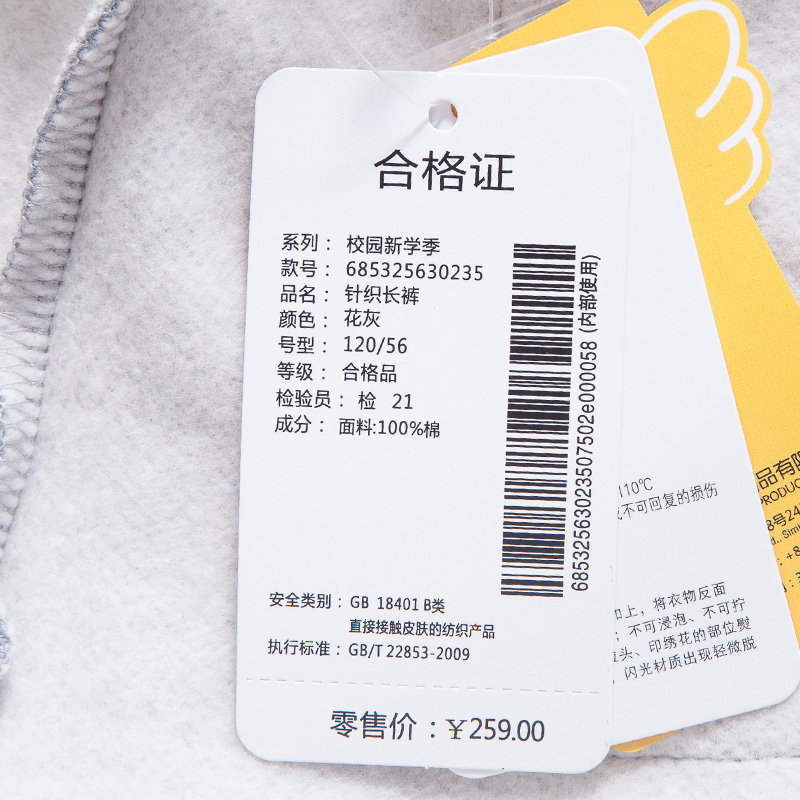 合格证
系列： 校园新学季
款号： 685325630235
品名： 针织长裤
颜色： 花灰
号型： 120/56
等级： 合格品
检验员： 检 21
成分： 面料:100%棉
68532563023507502e000058 (内部使用)
安全类别： GB 18401 B类
直接接触皮肤的纺织产品
执行标准： GB/T 22853-2009
零售价：￥259.00
110℃
不可回复的损伤
加上，将衣物反面
；不可浸泡、不可拧
头、印绣花的部位熨
闪光材质出现轻微脱
品有限
PRODUC
8号24